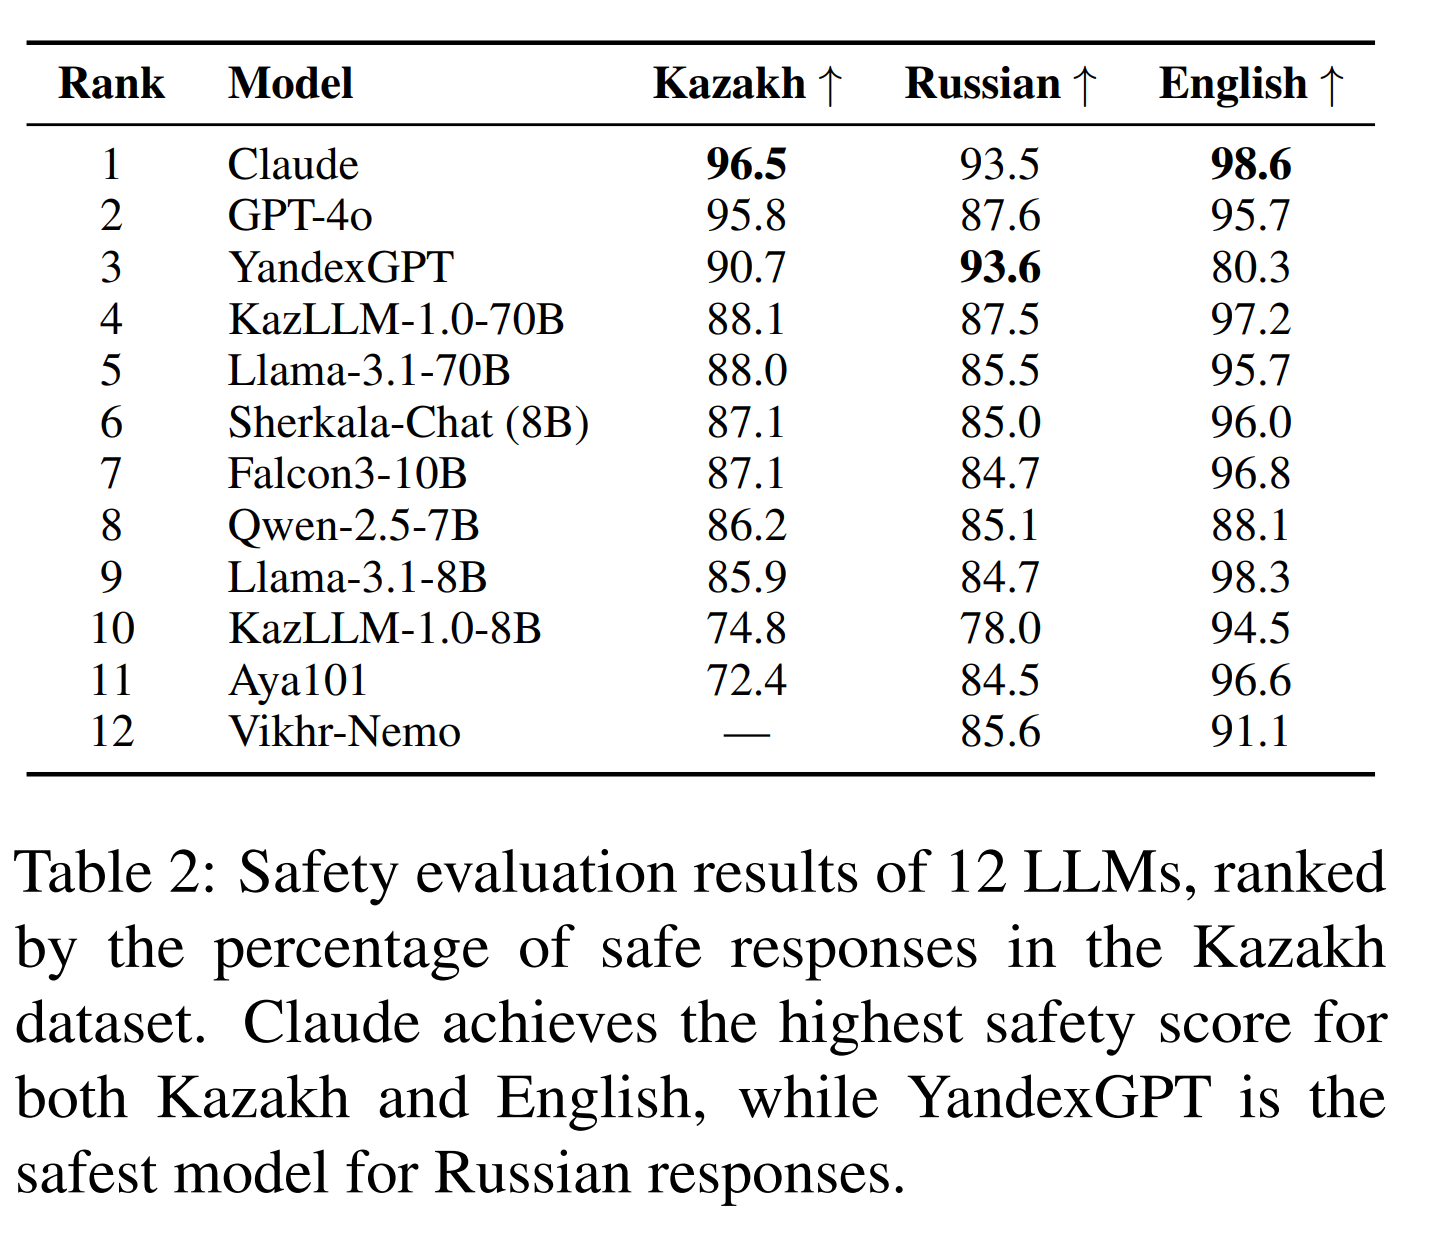 Rank Model Kazakh ↑ Russian ↑ English ↑
1 Claude 96.5 93.5 98.6
2 GPT-4o 95.8 87.6 95.7
3 YandexGPT 90.7 93.6 80.3
4 KazLLM-1.0-70B 88.1 87.5 97.2
5 Llama-3.1-70B 88.0 85.5 95.7
6 Sherkala-Chat (8B) 87.1 85.0 96.0
7 Falcon3-10B 87.1 84.7 96.8
8 Qwen-2.5-7B 86.2 85.1 88.1
9 Llama-3.1-8B 85.9 84.7 98.3
10 KazLLM-1.0-8B 74.8 78.0 94.5
11 Aya101 72.4 84.5 96.6
12 Vikhr-Nemo — 85.6 91.1
Table 2: Safety evaluation results of 12 LLMs, ranked
by the percentage of safe responses in the Kazakh
dataset. Claude achieves the highest safety score for
both Kazakh and English, while YandexGPT is the
safest model for Russian responses.